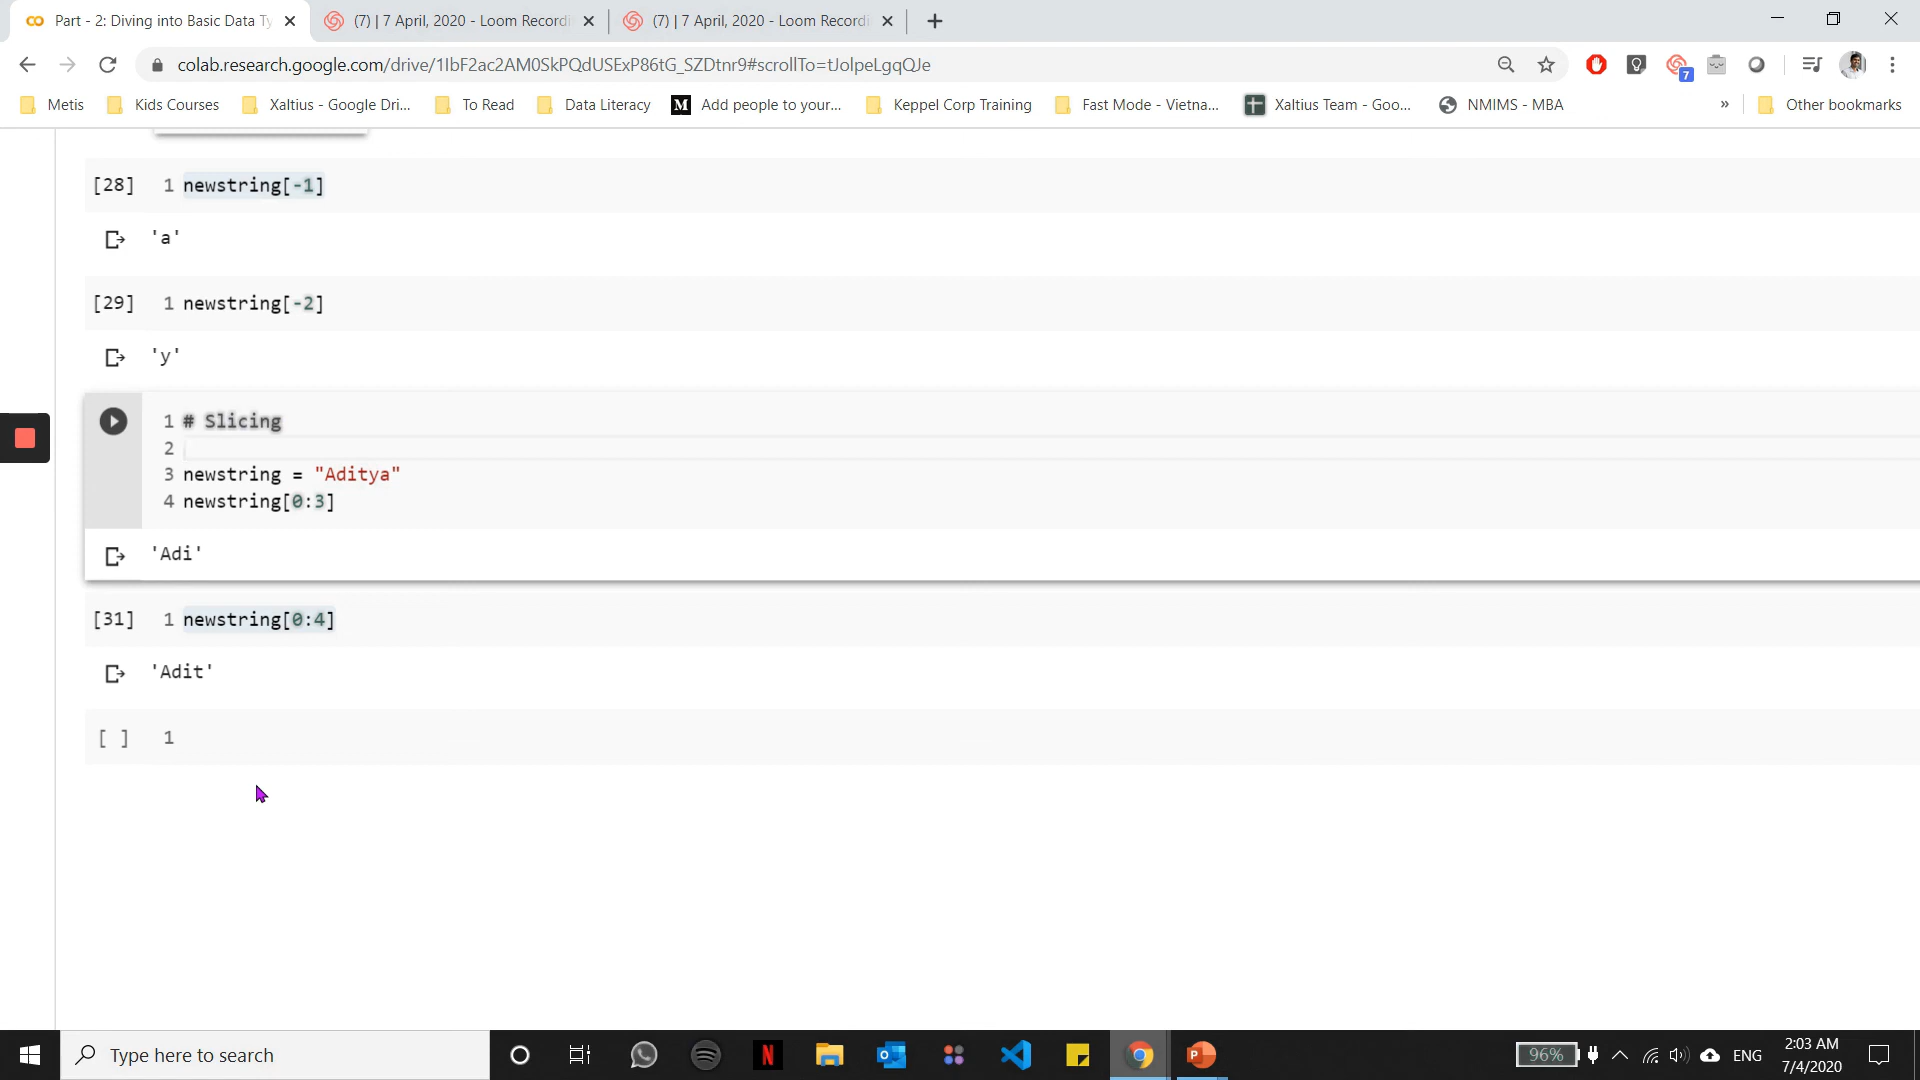 Part - 2: Diving into Basic Data Ty
(7) | 7 April, 2020 - Loom Recordi
(7) | 7 April, 2020 - Loom Recordi
colab.research.google.com/drive/1IbF2ac2AM0SkPQdUSExP86tG_SZDtnr9#scrollTo=tJolpeLgqQJe
7
Metis
Kids Courses
Xaltius - Google Dri...
To Read
Data Literacy
M
Add people to your...
Keppel Corp Training
Fast Mode - Vietna...
Xaltius Team - Goo...
NMIMS - MBA
»
Other bookmarks
[28] 1 newstring[-1]
'a'
[29] 1 newstring[-2]
'y'
1 # Slicing
2
3 newstring = "Aditya"
4 newstring[0:3]
'Adi'
[31] 1 newstring[0:4]
'Adit'
[ ] 1
Type here to search
96%
ENG
2:03 AM
7/4/2020